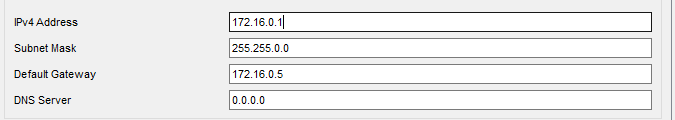 IPv4 Address 172.16.0.1
Subnet Mask 255.255.0.0
Default Gateway 172.16.0.5
DNS Server 0.0.0.0